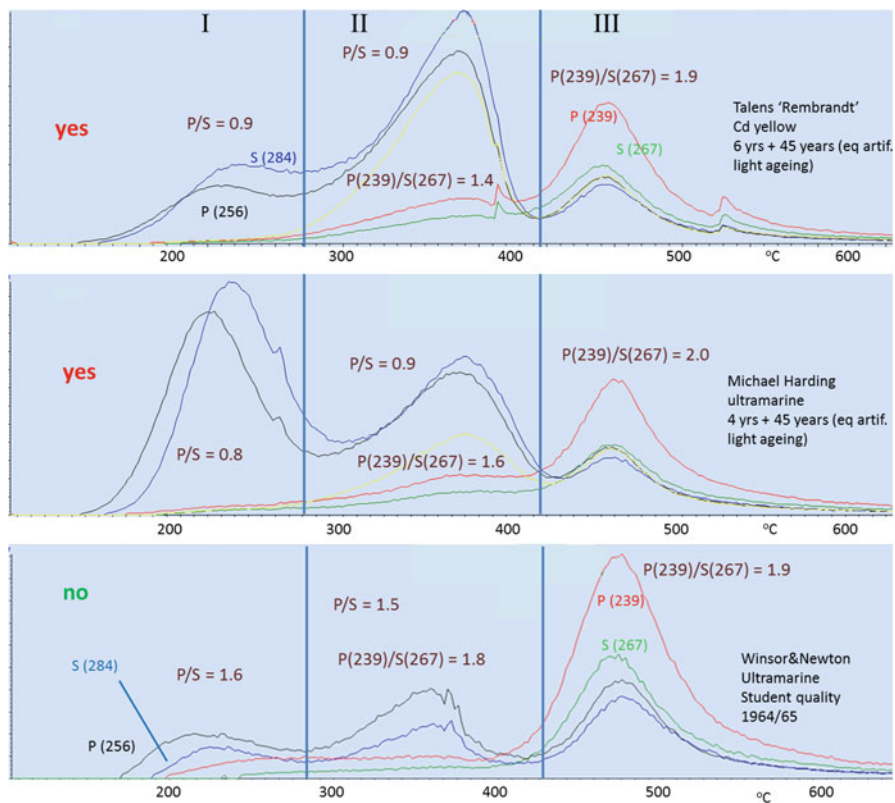 I II III
P/S = 0.9
P/S = 0.9
P(239)/S(267) = 1.9
yes
S (284)
P (256)
P(239)/S(267) = 1.4
P (239)
S (267)
Talens ‘Rembrandt’
Cd yellow
6 yrs + 45 years (eq artif.
light ageing)
200 300 400 500 °C 600
yes
P/S = 0.8
P/S = 0.9
P(239)/S(267) = 1.6
P(239)/S(267) = 2.0
Michael Harding
ultramarine
4 yrs + 45 years (eq artif.
light ageing)
200 300 400 500 °C 600
no
S (284)
P (256)
P/S = 1.6
P/S = 1.5
P(239)/S(267) = 1.8
P(239)/S(267) = 1.9
P (239)
S (267)
Winsor&Newton
Ultramarine
Student quality
1964/65
200 300 400 500 °C 600